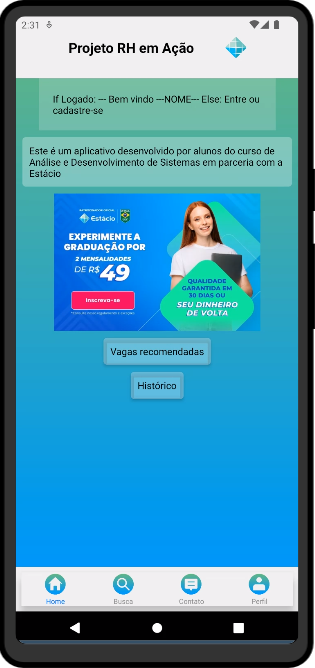 2:31
Projeto RH em Ação
If Logado: --- Bem vindo ---NOME--- Else: Entre ou
cadastre-se
Este é um aplicativo desenvolvido por alunos do curso de
Análise e Desenvolvimento de Sistemas em parceria com a
Estácio
Estácio
EXPERIMENTE A
GRADUAÇÃO POR
2 MENSALIDADES
DE R$ 49
Inscreva-se
QUALIDADE
GARANTIDA EM
30 DIAS OU
SEU DINHEIRO
DE VOLTA
Vagas recomendadas
Histórico
Home
Busca
Contato
Perfil